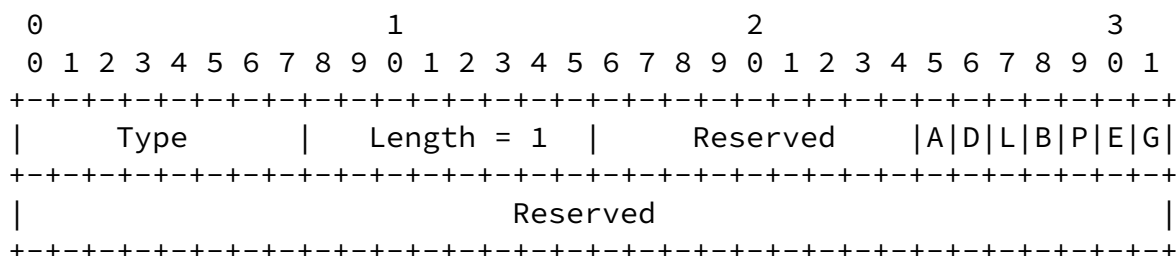 0                   1                   2                   3
 0 1 2 3 4 5 6 7 8 9 0 1 2 3 4 5 6 7 8 9 0 1 2 3 4 5 6 7 8 9 0 1
+-+-+-+-+-+-+-+-+-+-+-+-+-+-+-+-+-+-+-+-+-+-+-+-+-+-+-+-+-+-+-+-+
|     Type      |  Length = 1   |    Reserved     |A|D|L|B|P|E|G|
+-+-+-+-+-+-+-+-+-+-+-+-+-+-+-+-+-+-+-+-+-+-+-+-+-+-+-+-+-+-+-+-+
|                           Reserved                            |
+-+-+-+-+-+-+-+-+-+-+-+-+-+-+-+-+-+-+-+-+-+-+-+-+-+-+-+-+-+-+-+-+